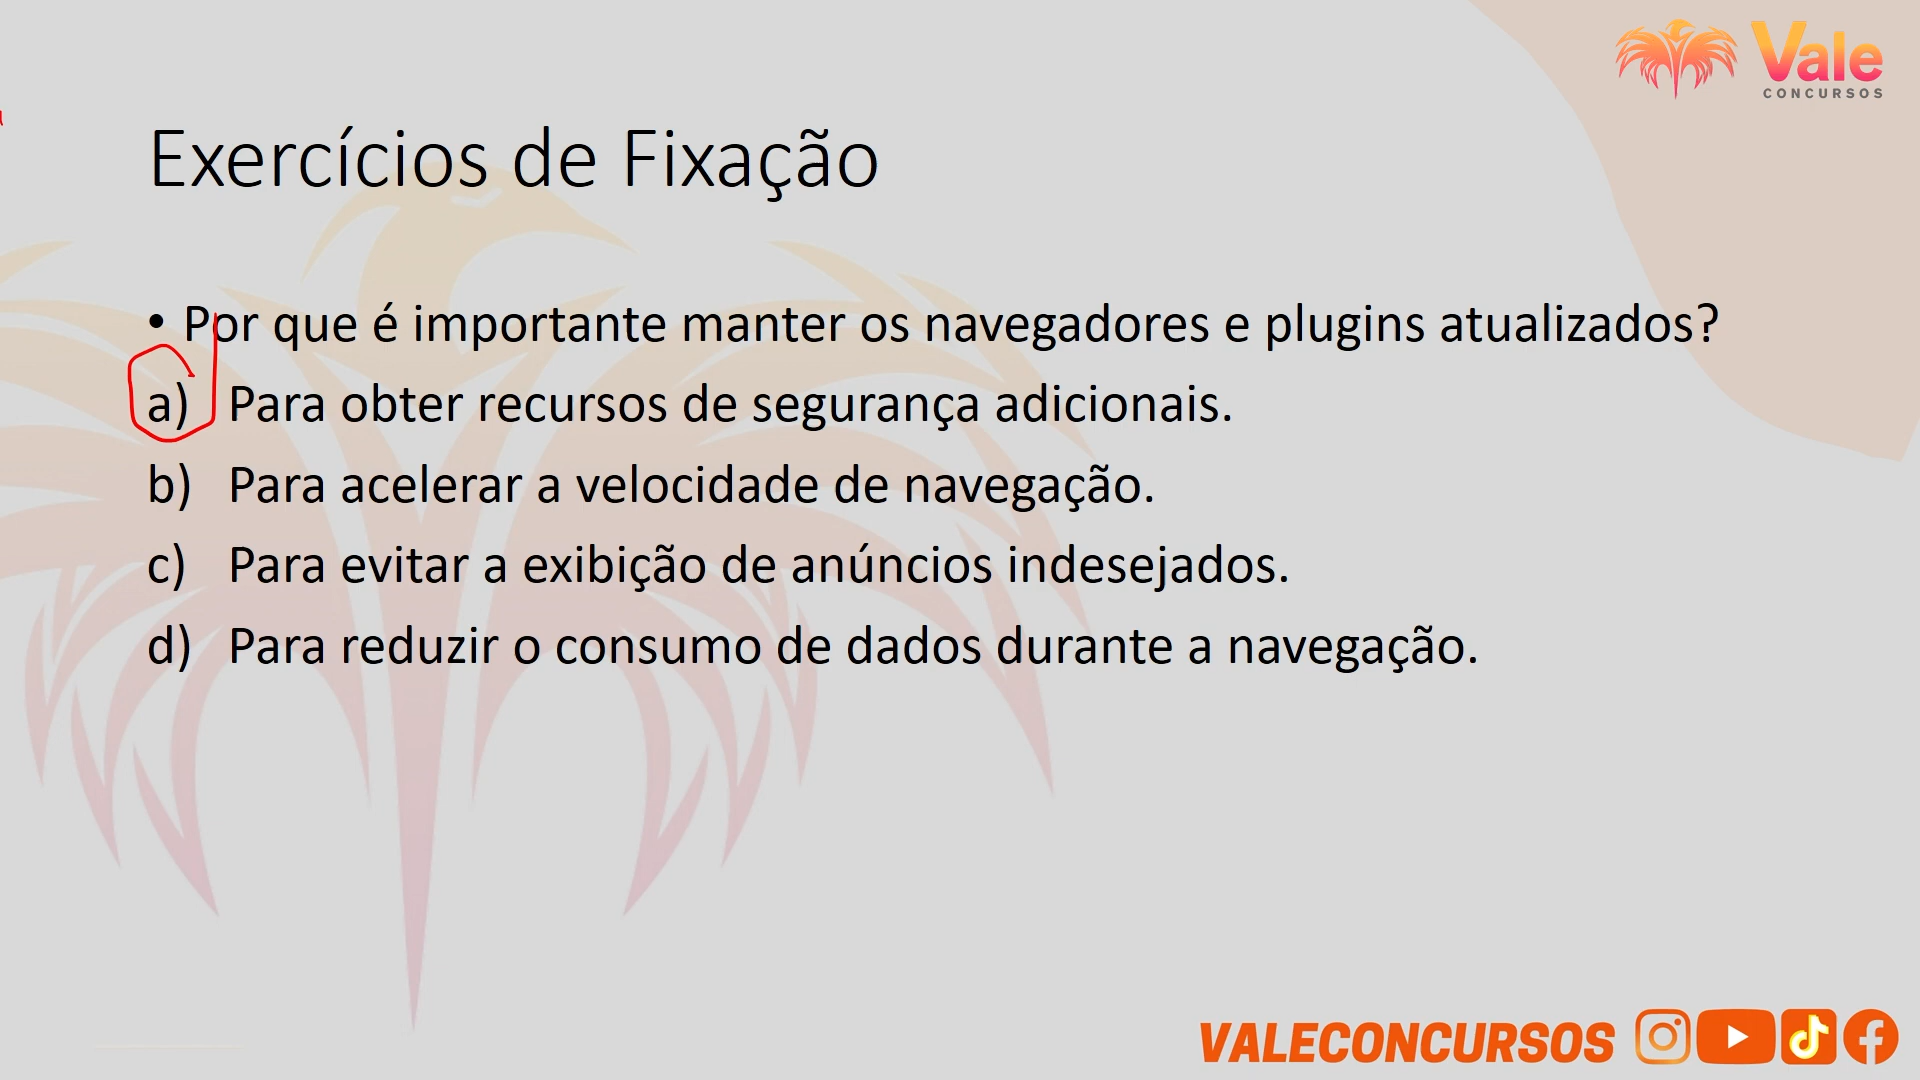 Vale
CONCURSOS
Exercícios de Fixação
• Por que é importante manter os navegadores e plugins atualizados?
a) Para obter recursos de segurança adicionais.
b) Para acelerar a velocidade de navegação.
c) Para evitar a exibição de anúncios indesejados.
d) Para reduzir o consumo de dados durante a navegação.
VALECONCURSOS